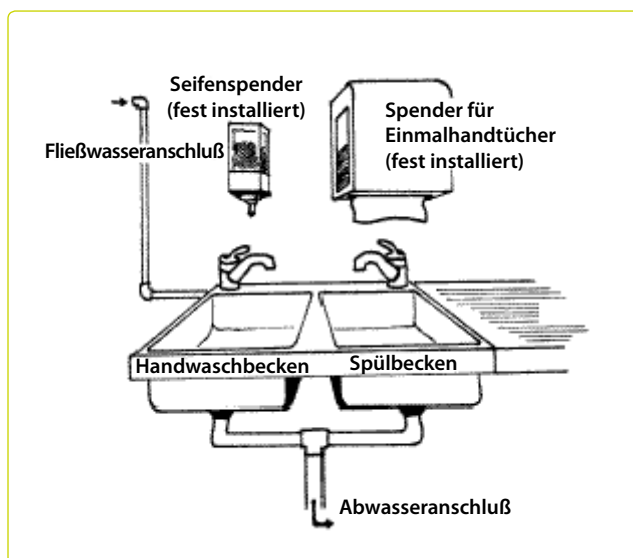 Seifenspender
(fest installiert)
Spender für
Einmalhandtücher
(fest installiert)
Fließwasseranschluß
Handwaschbecken
Spülbecken
Abwasseranschluß